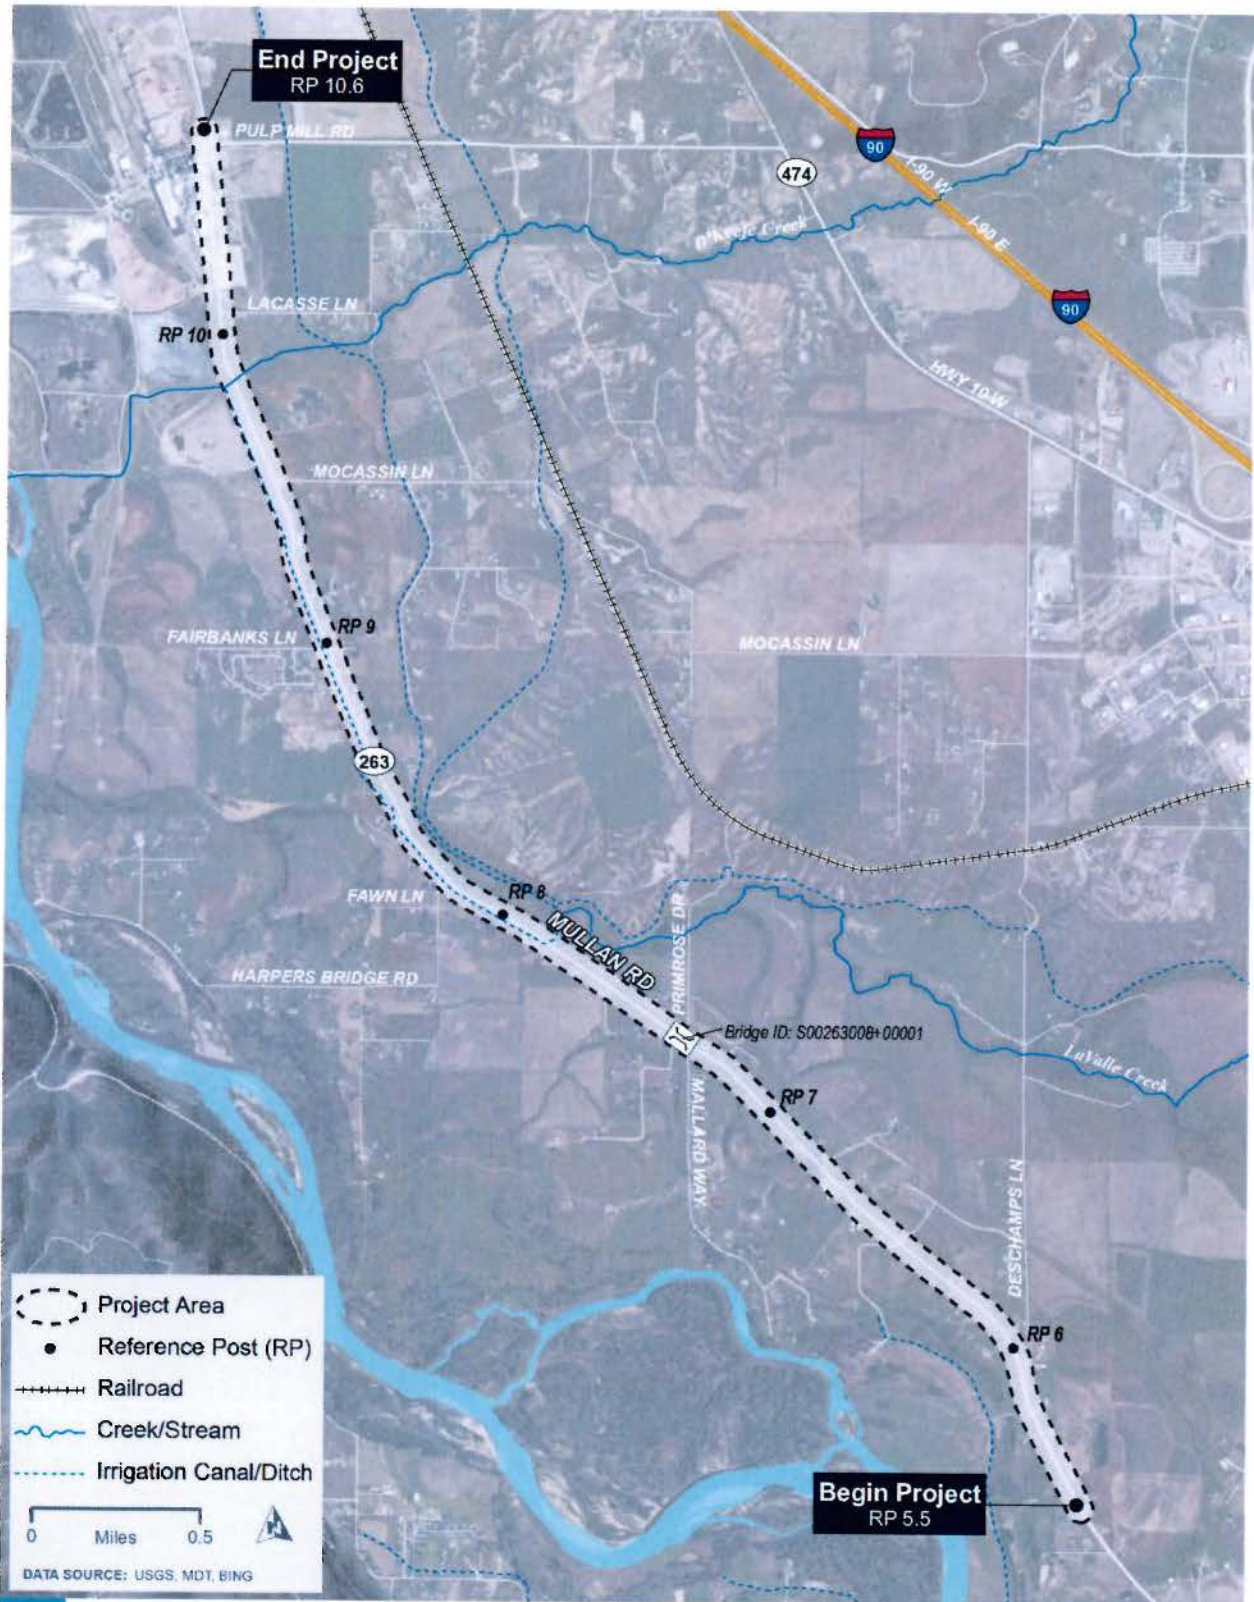 End Project
RP 10.6
PULP MILL RD
90
474
I-90 W
I-90 E
O'Keefe Creek
90
LACASSE LN
RP 10
HWY 10 W
MOCASSIN LN
RP 9
FAIRBANKS LN
MOCASSIN LN
263
RP 8
FAWN LN
MULLAN RD
PRIMROSE DR
HARPERS BRIDGE RD
Bridge ID: S00263008+00001
LaValle Creek
RP 7
MALLARD WAY
DESCHAMPS LN
RP 6
Begin Project
RP 5.5
Project Area
Reference Post (RP)
Railroad
Creek/Stream
Irrigation Canal/Ditch
0 Miles 0.5
N
DATA SOURCE: USGS, MDT, BING